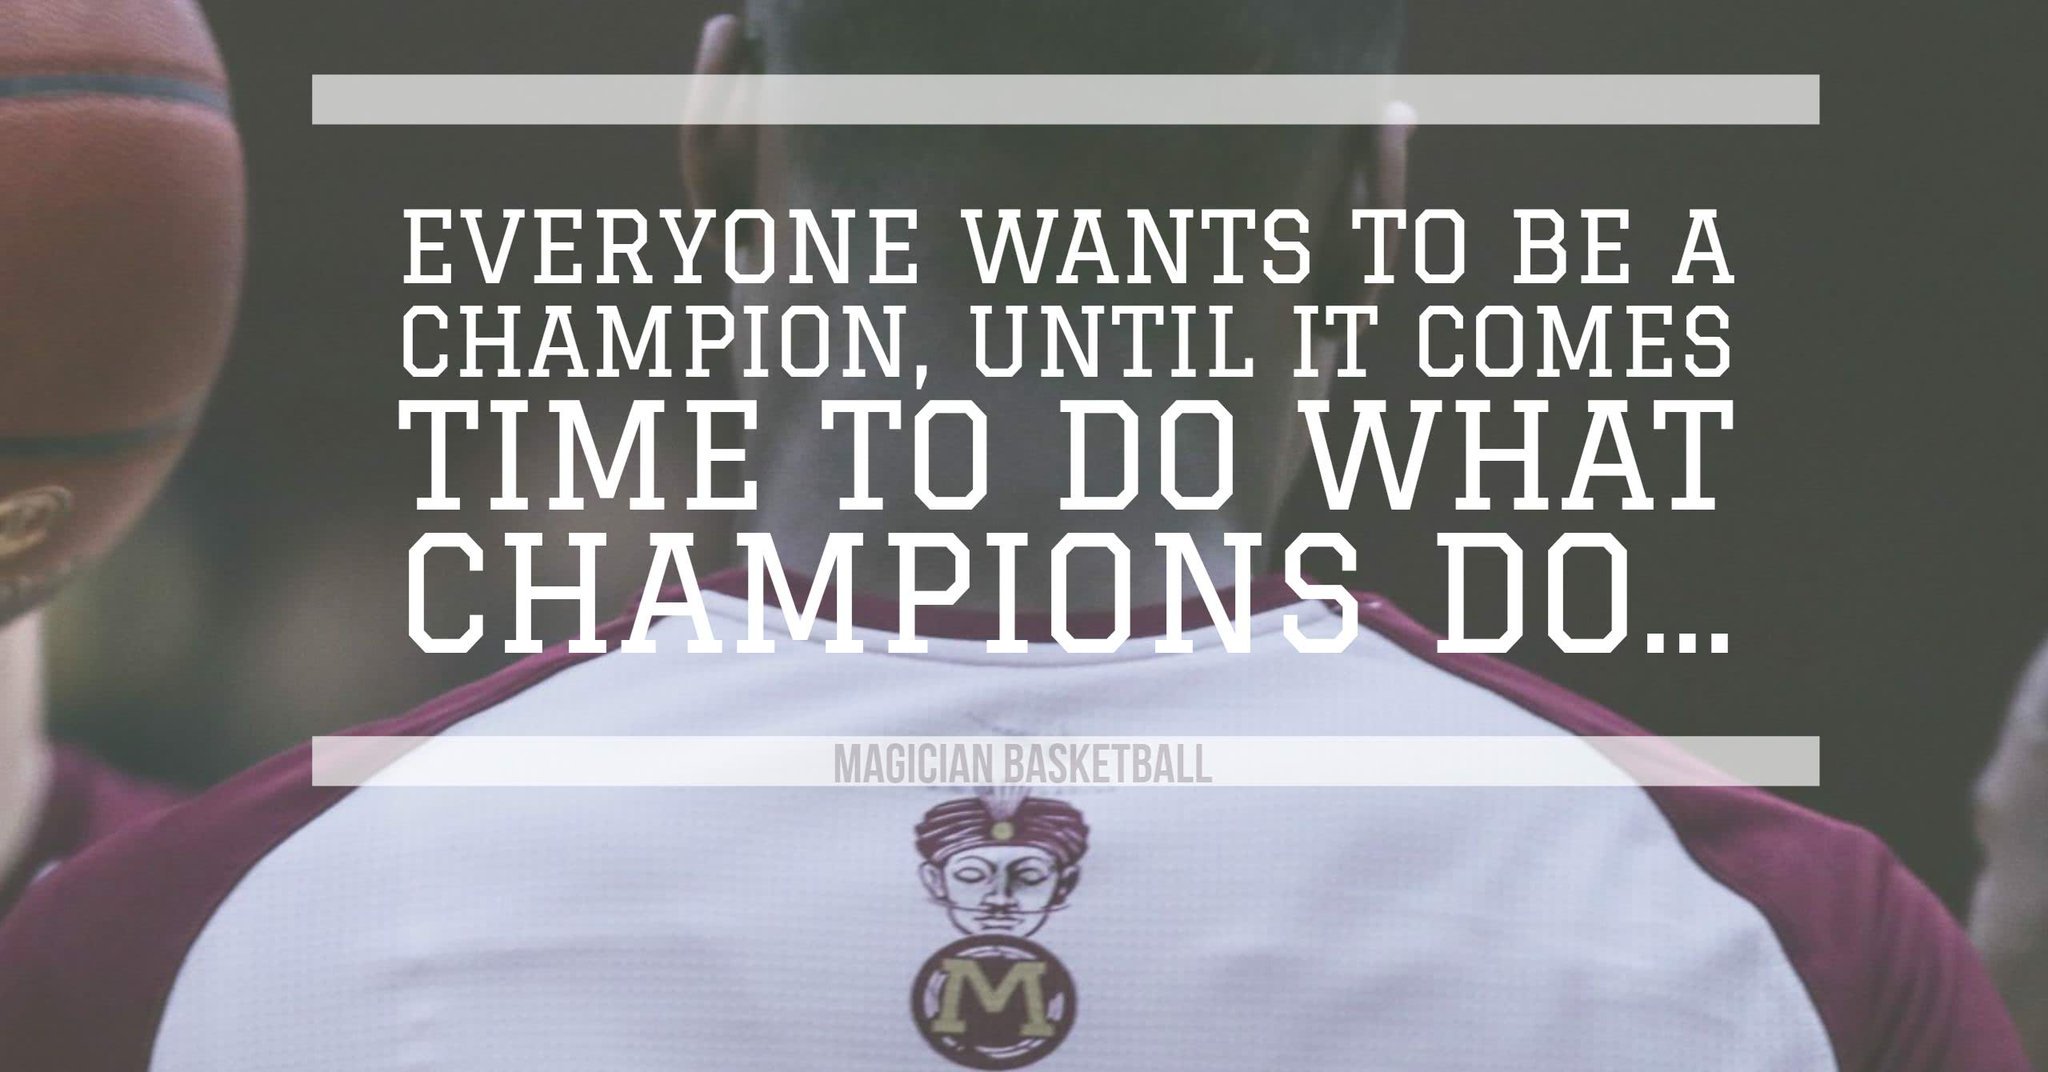 EVERYONE WANTS TO BE A
CHAMPION, UNTIL IT COMES
TIME TO DO WHAT
CHAMPIONS DO...
MAGICIAN BASKETBALL
M